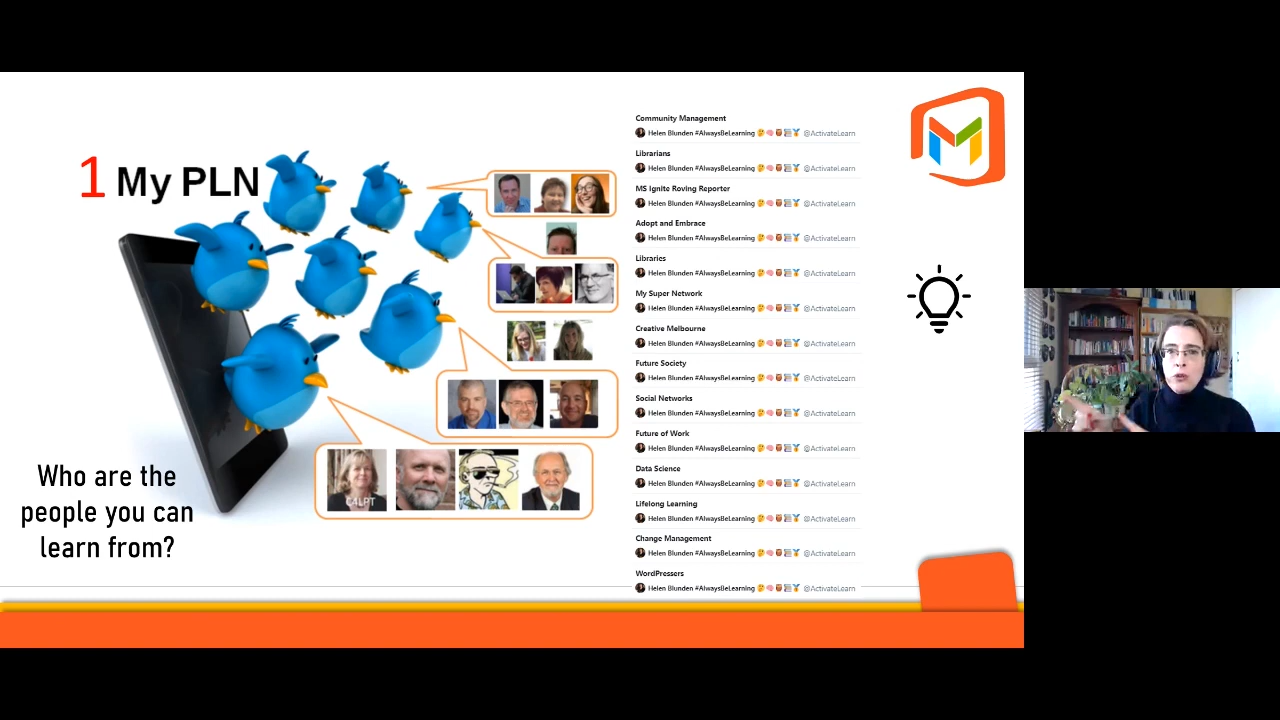 1 My PLN
Who are the
people you can
learn from?
C4LPT
Community Management
Helen Blunden #AlwaysBeLearning 🤔🧠🦉📚🏅 @ActivateLearn
Librarians
Helen Blunden #AlwaysBeLearning 🤔🧠🦉📚🏅 @ActivateLearn
MS Ignite Roving Reporter
Helen Blunden #AlwaysBeLearning 🤔🧠🦉📚🏅 @ActivateLearn
Adopt and Embrace
Helen Blunden #AlwaysBeLearning 🤔🧠🦉📚🏅 @ActivateLearn
Libraries
Helen Blunden #AlwaysBeLearning 🤔🧠🦉📚🏅 @ActivateLearn
My Super Network
Helen Blunden #AlwaysBeLearning 🤔🧠🦉📚🏅 @ActivateLearn
Creative Melbourne
Helen Blunden #AlwaysBeLearning 🤔🧠🦉📚🏅 @ActivateLearn
Future Society
Helen Blunden #AlwaysBeLearning 🤔🧠🦉📚🏅 @ActivateLearn
Social Networks
Helen Blunden #AlwaysBeLearning 🤔🧠🦉📚🏅 @ActivateLearn
Future of Work
Helen Blunden #AlwaysBeLearning 🤔🧠🦉📚🏅 @ActivateLearn
Data Science
Helen Blunden #AlwaysBeLearning 🤔🧠🦉📚🏅 @ActivateLearn
Lifelong Learning
Helen Blunden #AlwaysBeLearning 🤔🧠🦉📚🏅 @ActivateLearn
Change Management
Helen Blunden #AlwaysBeLearning 🤔🧠🦉📚🏅 @ActivateLearn
WordPressers
Helen Blunden #AlwaysBeLearning 🤔🧠🦉📚🏅 @ActivateLearn